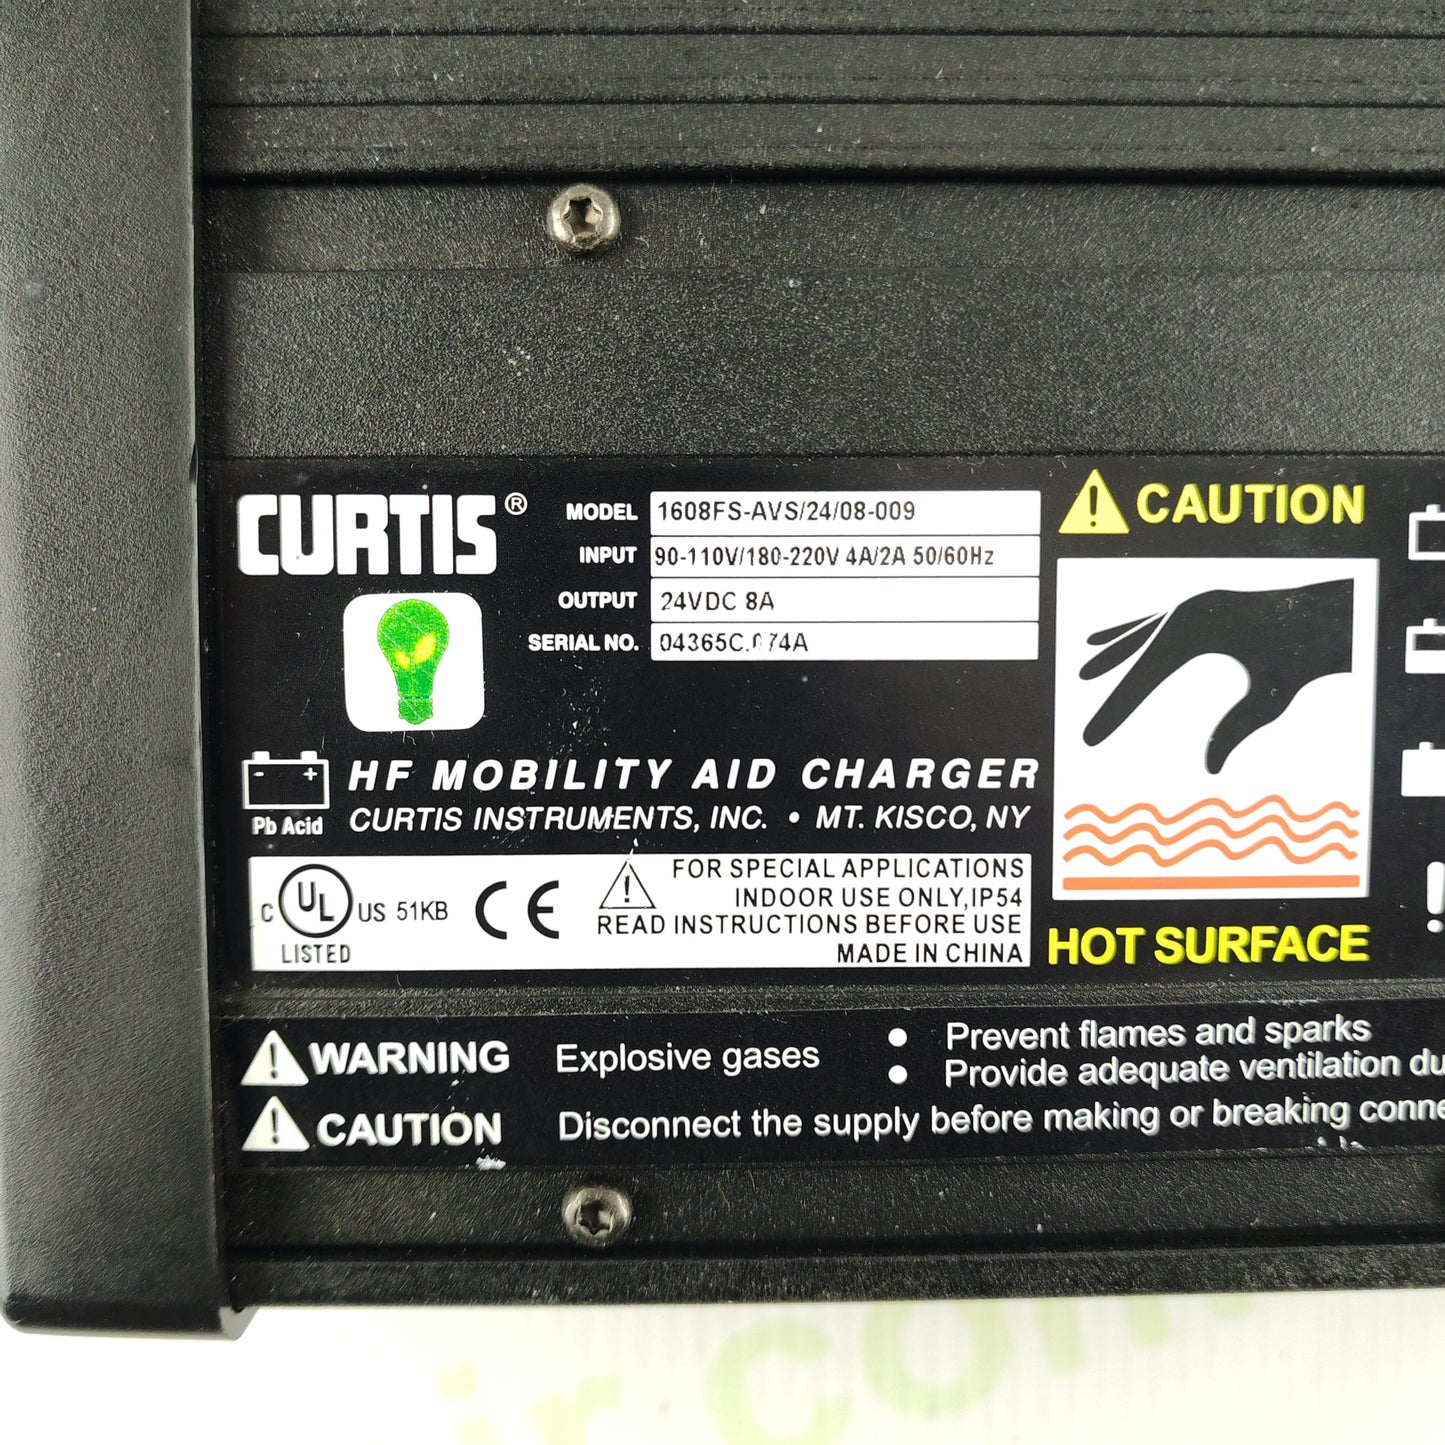 CURTIS®
MODEL 1608FS-AVS/24/08-009
INPUT 90-110V/180-220V 4A/2A 50/60Hz
OUTPUT 24VDC 8A
SERIAL NO.
- +
Pb Acid
HF MOBILITY AID CHARGER
CURTIS INSTRUMENTS, INC. • MT. KISCO, NY
C UL US 51KB
LISTED
CE
FOR SPECIAL APPLICATIONS
INDOOR USE ONLY,IP54
READ INSTRUCTIONS BEFORE USE
MADE IN CHINA
CAUTION
HOT SURFACE
WARNING Explosive gases
• Prevent flames and sparks
• Provide adequate ventilation du
CAUTION Disconnect the supply before making or breaking conne